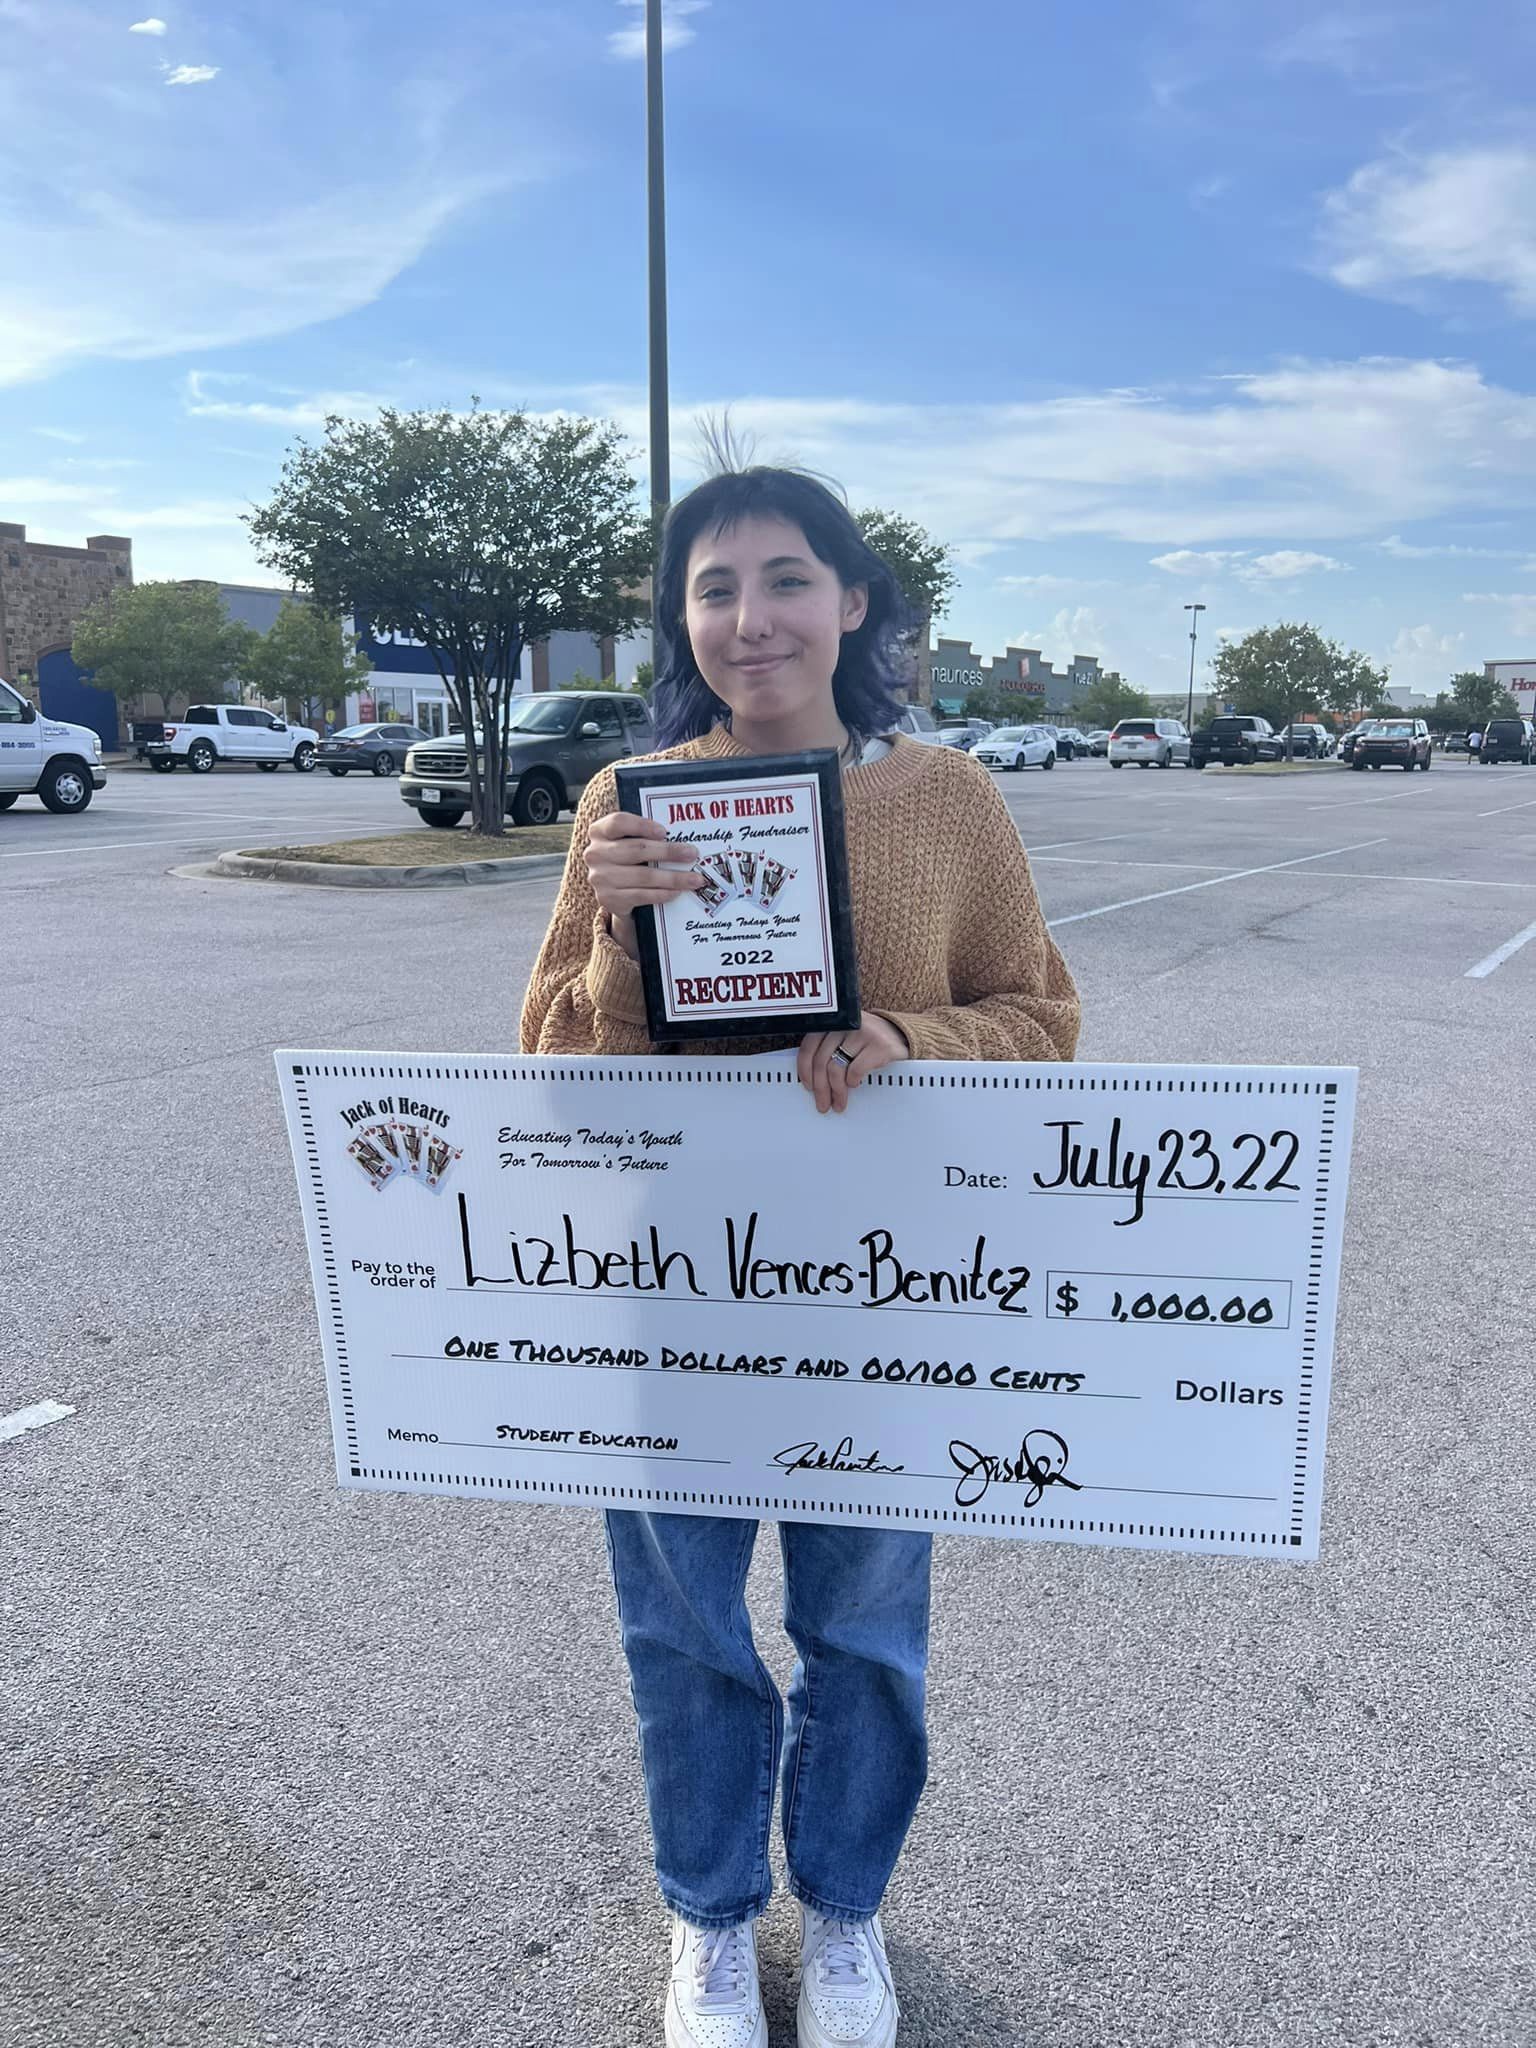 maurices
JACK OF HEARTS
Scholarship Fundraiser
Educating Todays Youth
For Tomorrows Future
2022
RECIPIENT
Jack of Hearts
Educating Today's Youth
For Tomorrow's Future
Date: July 23, 22
Pay to the
order of
Lizbeth Vences-Benitez
$ 1,000.00
One Thousand Dollars and 00/100 Cents
Dollars
Memo Student Education